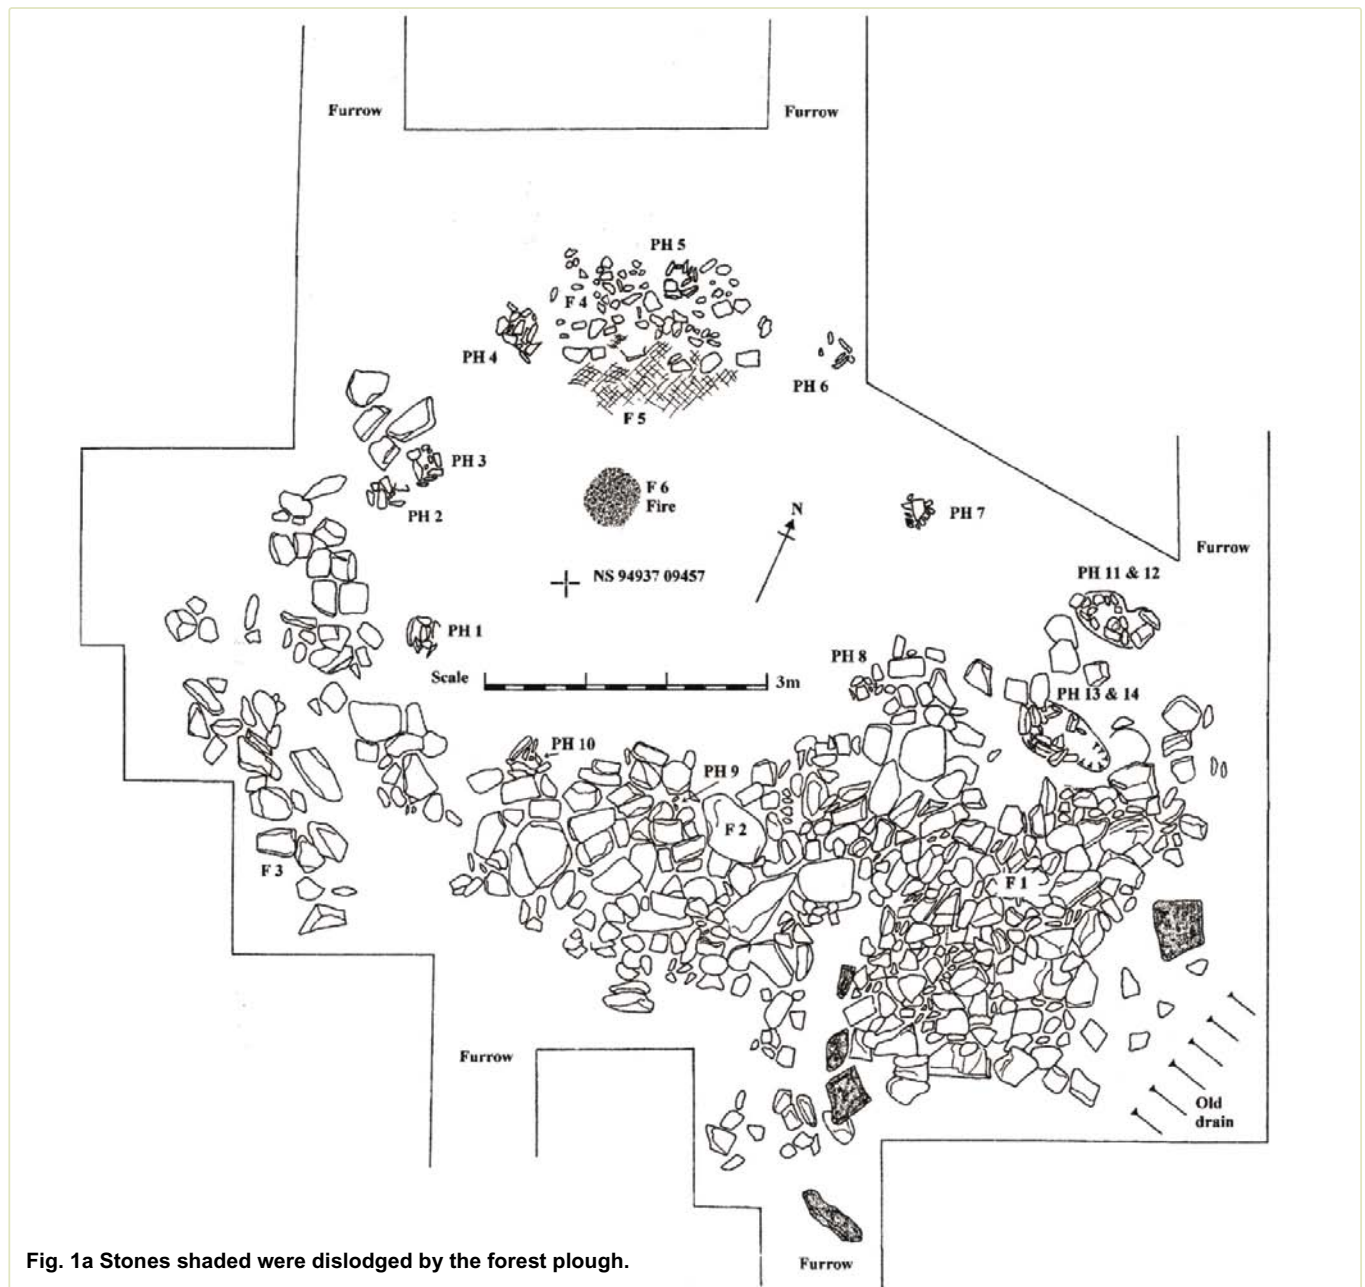 Furrow
Furrow
PH 5
F 4
PH 4
PH 6
F 5
PH 3
F 6
Fire
PH 2
N
PH 7
Furrow
NS 94937 09457
PH 11 & 12
PH 1
PH 8
Scale
3m
PH 13 & 14
PH 10
PH 9
F 2
F 3
F 1
Furrow
Old
drain
Furrow
Fig. 1a Stones shaded were dislodged by the forest plough.